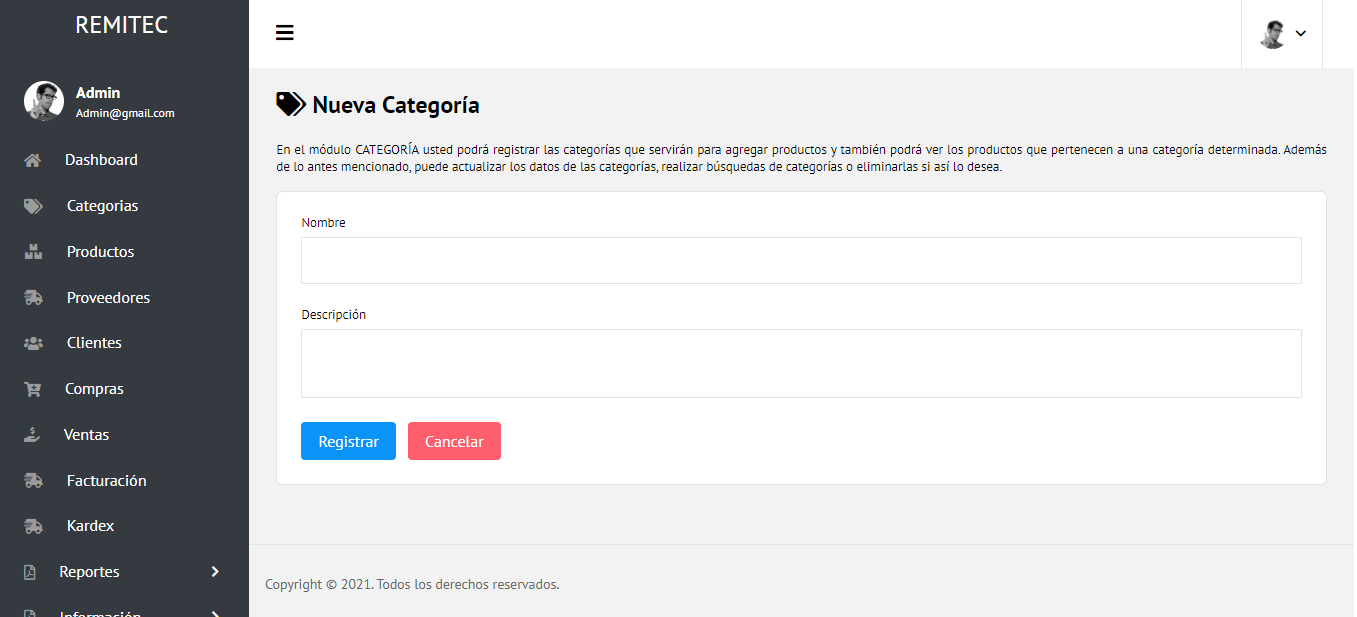 REMITEC
Admin
Admin@gmail.com
Dashboard
Categorias
Productos
Proveedores
Clientes
Compras
Ventas
Facturación
Kardex
Reportes
Información
Nueva Categoría
En el módulo CATEGORÍA usted podrá registrar las categorías que servirán para agregar productos y también podrá ver los productos que pertenecen a una categoría determinada. Además
de lo antes mencionado, puede actualizar los datos de las categorías, realizar búsquedas de categorías o eliminarlas si así lo desea.
Nombre
Descripción
Registrar Cancelar
Copyright © 2021. Todos los derechos reservados.